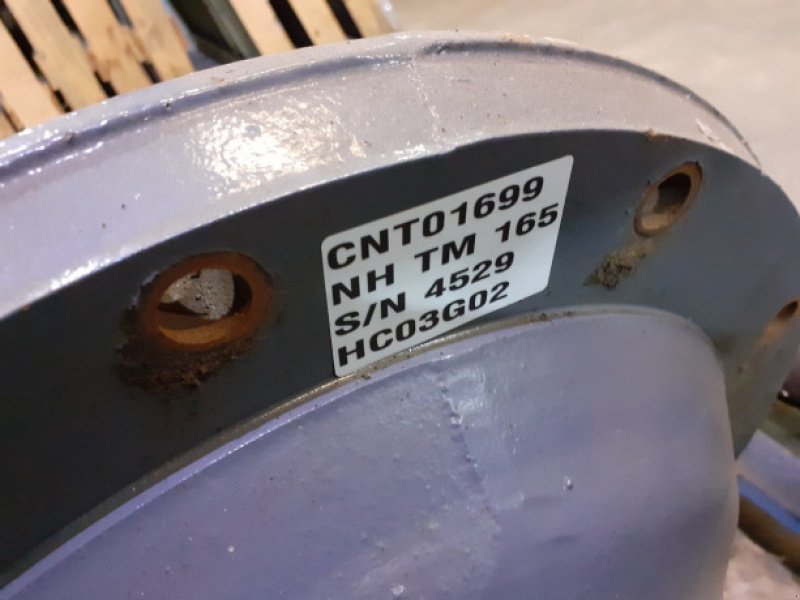 CNT01699
NH TM 165
S/N 4529
HC03G02